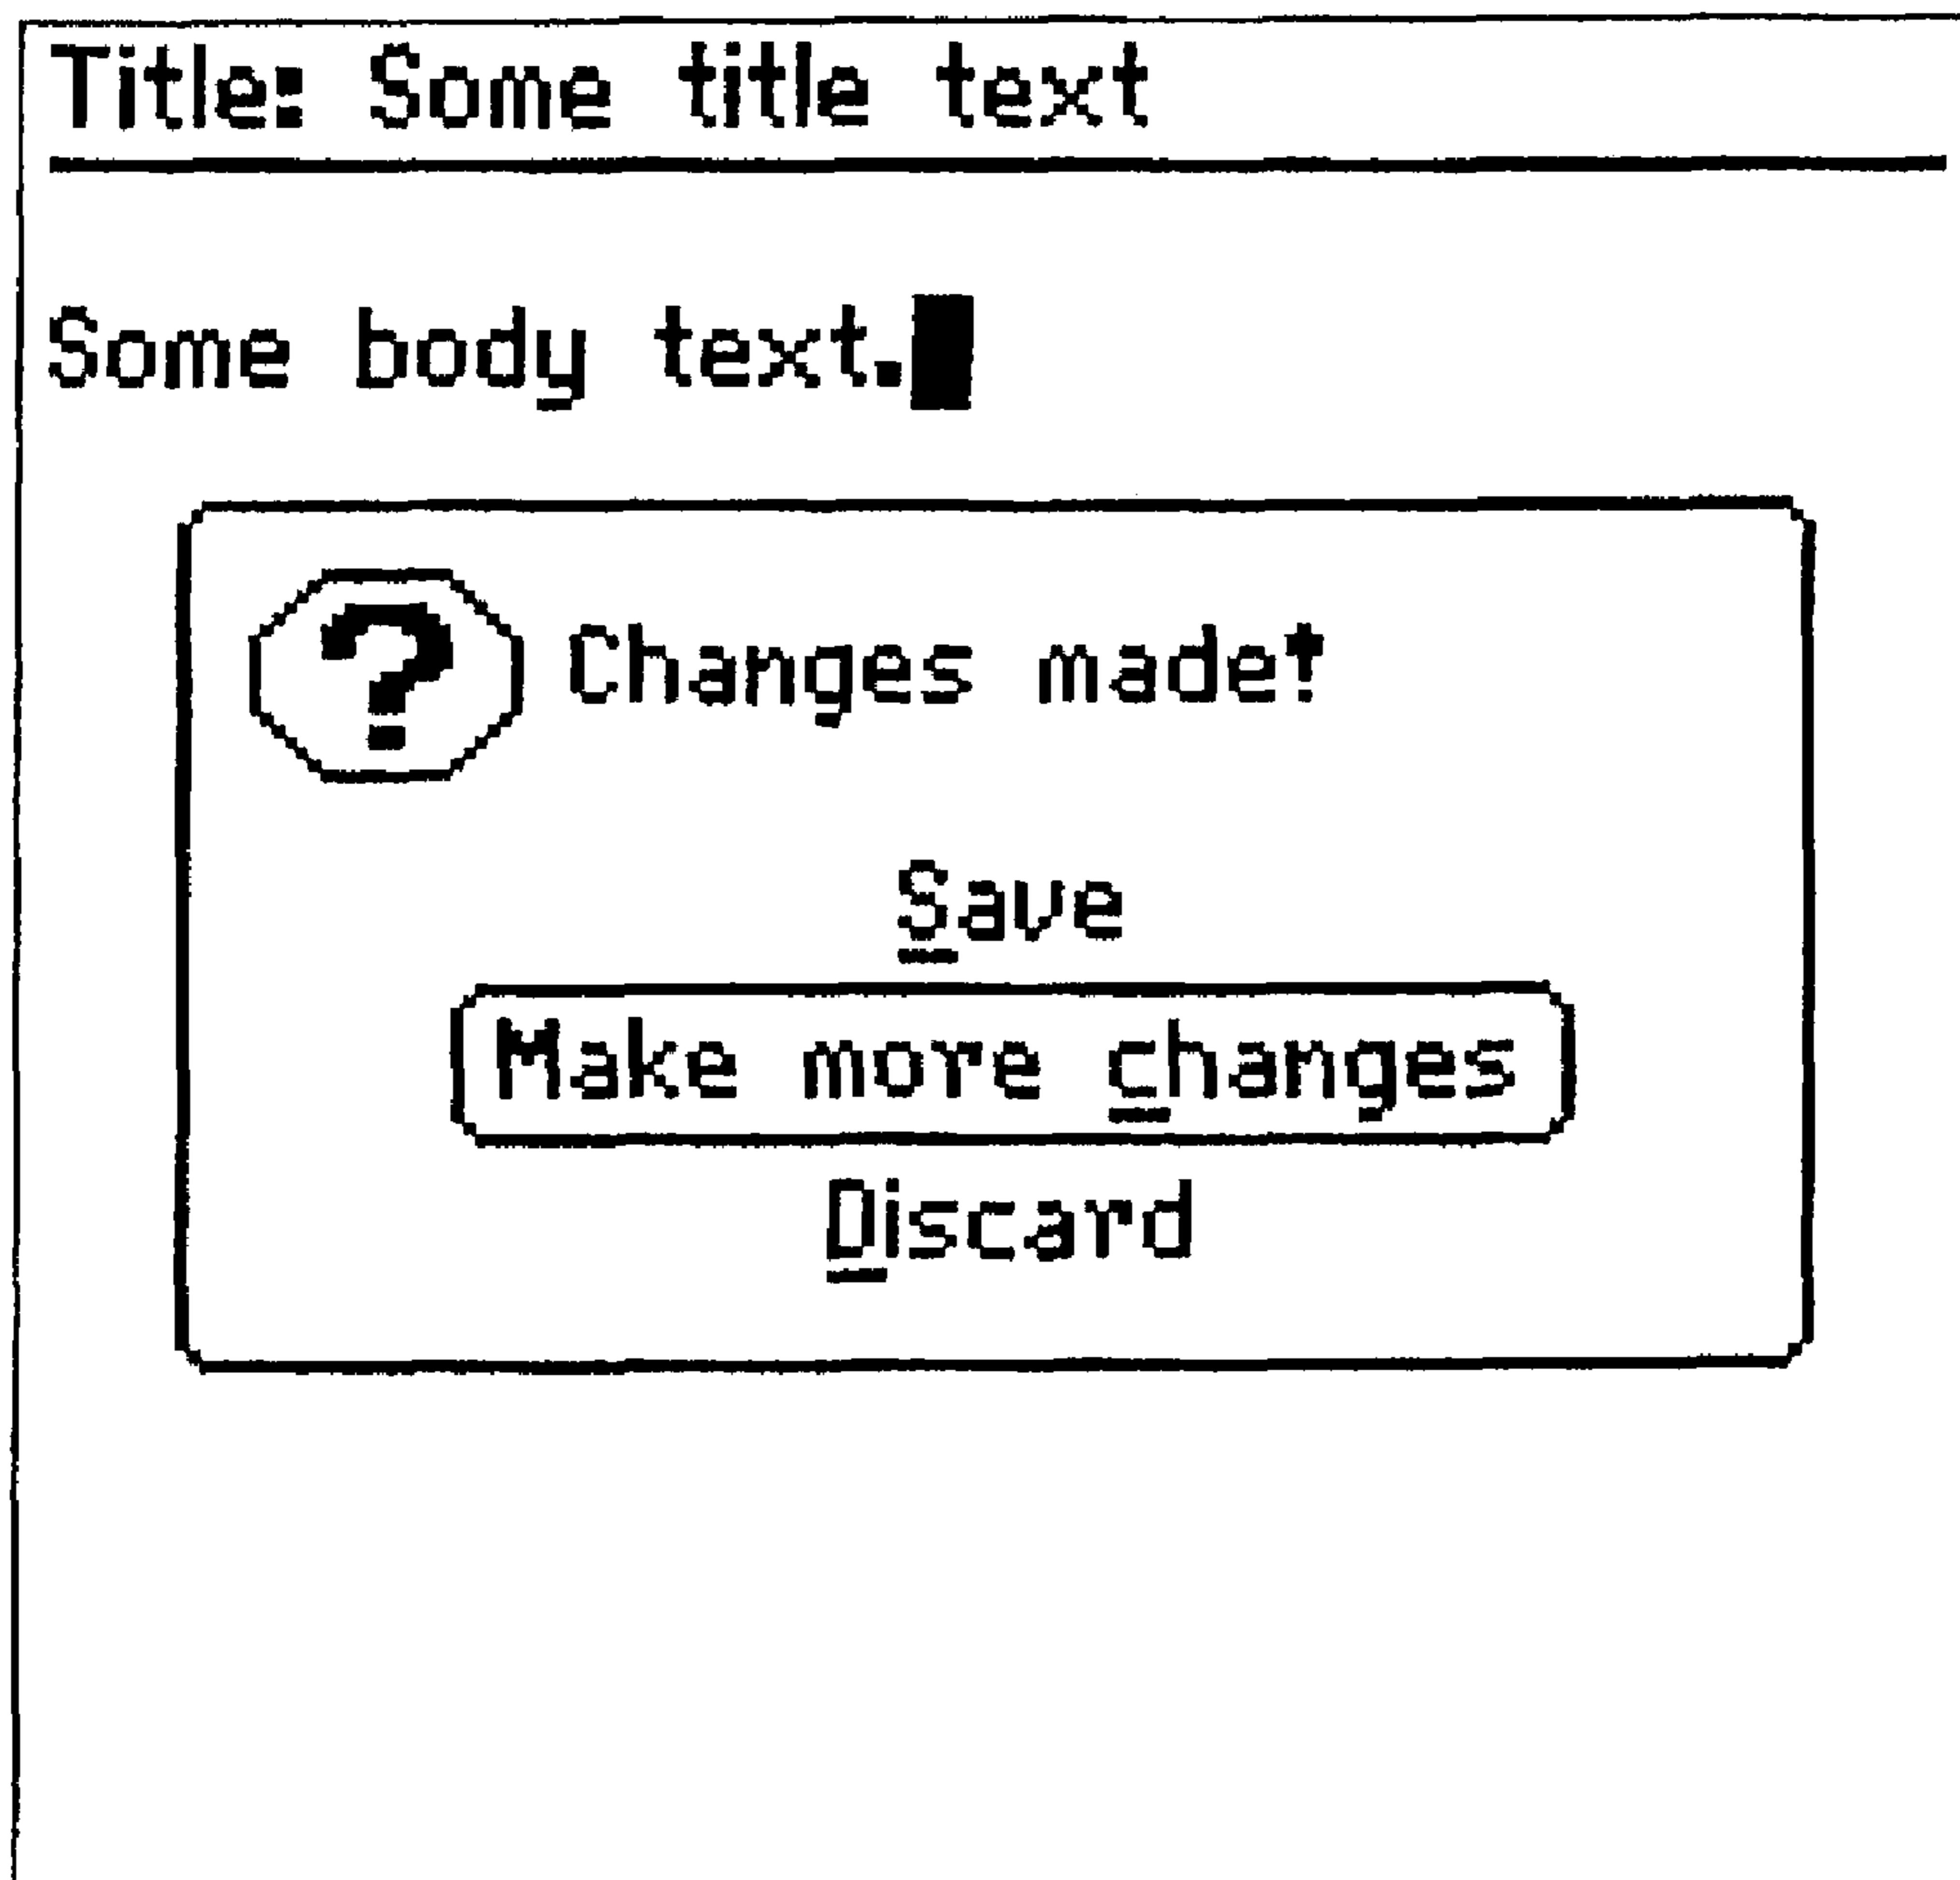 Title: Some title text
Some body text.
? Changes made!
Save
Make more changes
Discard